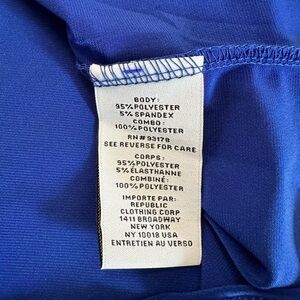 BODY:
95% POLYESTER
5% SPANDEX
COMBO:
100% POLYESTER
RN# 93178
SEE REVERSE FOR CARE
CORPS:
95% POLYESTER
5% ÉLASTHANNE
COMBINÉ:
100% POLYESTER
IMPORTE PAR:
REPUBLIC
CLOTHING CORP
1411 BROADWAY
NEW YORK
NY 10018 USA
ENTRETIEN AU VERSO